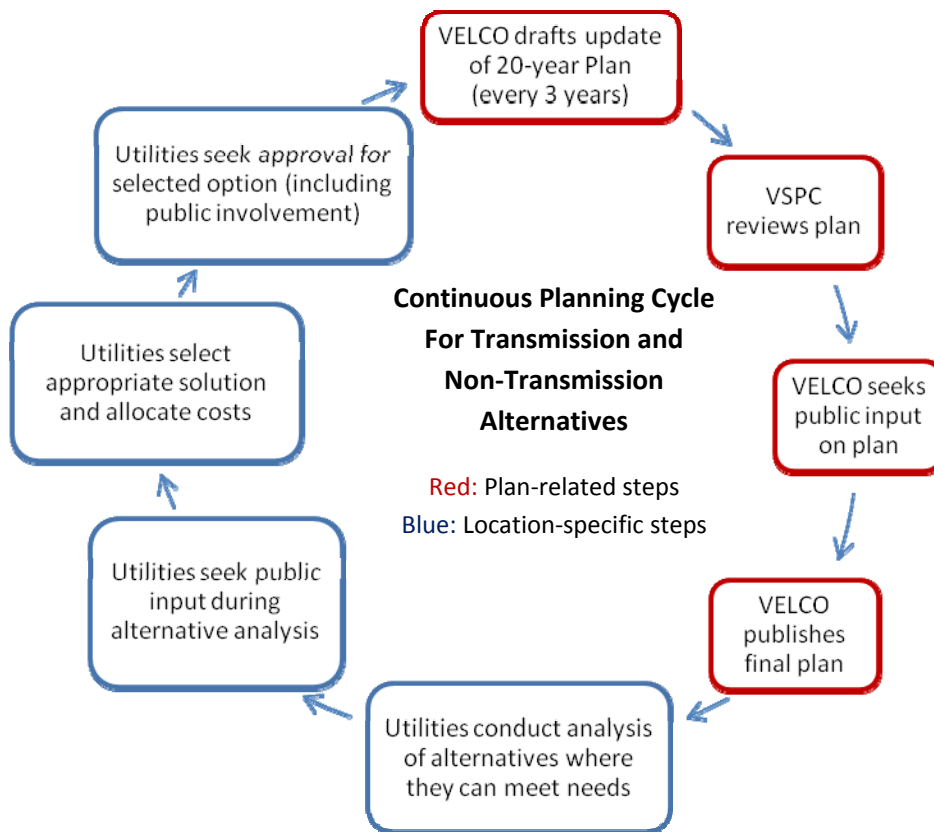 VELCO drafts update
of 20-year Plan
(every 3 years)
VSPC
reviews plan
VELCO seeks
public input
on plan
VELCO
publishes
final plan
Utilities conduct analysis
of alternatives where
they can meet needs
Utilities seek public
input during
alternative analysis
Utilities select
appropriate solution
and allocate costs
Utilities seek approval for
selected option (including
public involvement)
Continuous Planning Cycle
For Transmission and
Non-Transmission
Alternatives
Red: Plan-related steps
Blue: Location-specific steps